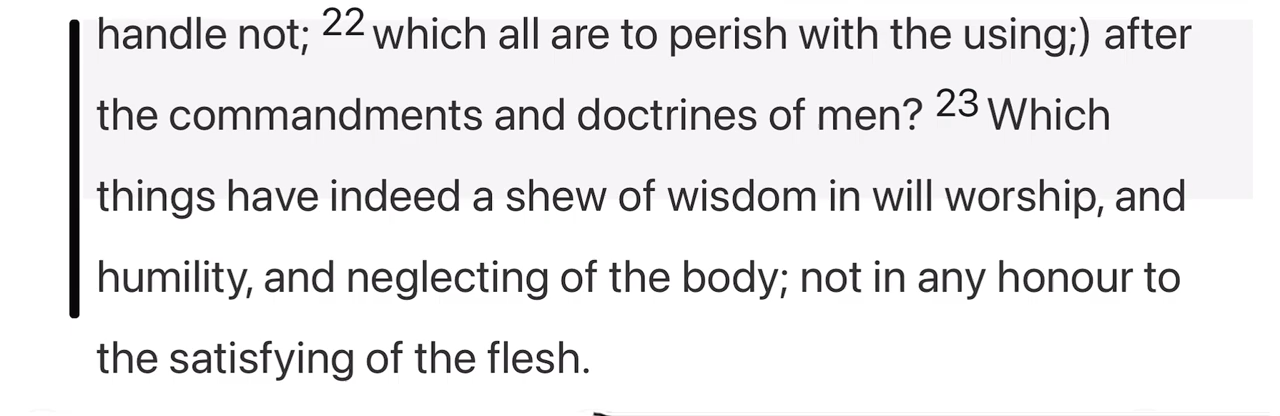 handle not; 22 which all are to perish with the using;) after
the commandments and doctrines of men? 23 Which
things have indeed a shew of wisdom in will worship, and
humility, and neglecting of the body; not in any honour to
the satisfying of the flesh.